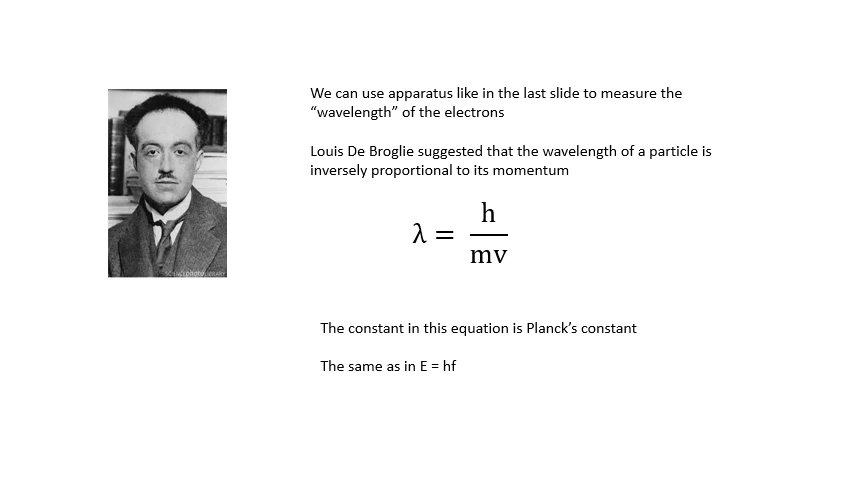 We can use apparatus like in the last slide to measure the
“wavelength” of the electrons
Louis De Broglie suggested that the wavelength of a particle is
inversely proportional to its momentum
λ = h
mv
The constant in this equation is Planck’s constant
The same as in E = hf
SCIENCEPHOTOLIBRARY